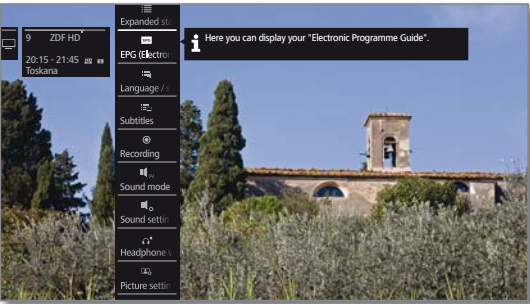 Expanded sta
9 ZDF HD
20:15 - 21:45
Toskana
EPG
EPG (Electron
i Here you can display your "Electronic Programme Guide".
Language / s
Subtitles
Recording
Sound mode
Sound settin
Headphone v
Picture settin